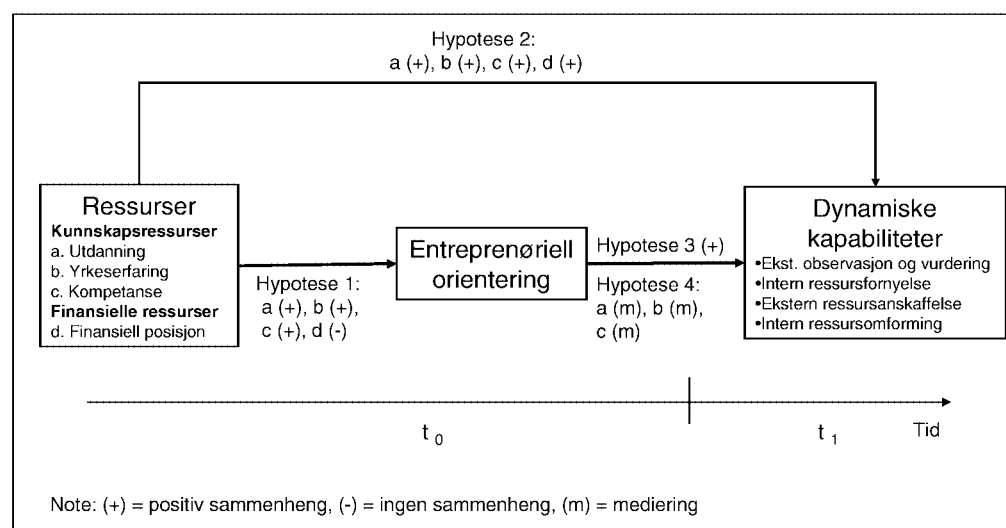 Hypotese 2:
a (+), b (+), c (+), d (+)
Ressurser
Kunnskapsressurser
a. Utdanning
b. Yrkeserfaring
c. Kompetanse
Finansielle ressurser
d. Finansiell posisjon
Hypotese 1:
a (+), b (+),
c (+), d (-)
Entreprenøriell
orientering
Hypotese 3 (+)
Hypotese 4:
a (m), b (m),
c (m)
Dynamiske
kapabiliteter
•Ekst. observasjon og vurdering
•Intern ressursfornyelse
•Ekstern ressursanskaffelse
•Intern ressursomforming
t0
t1
Tid
Note: (+) = positiv sammenheng, (-) = ingen sammenheng, (m) = mediering